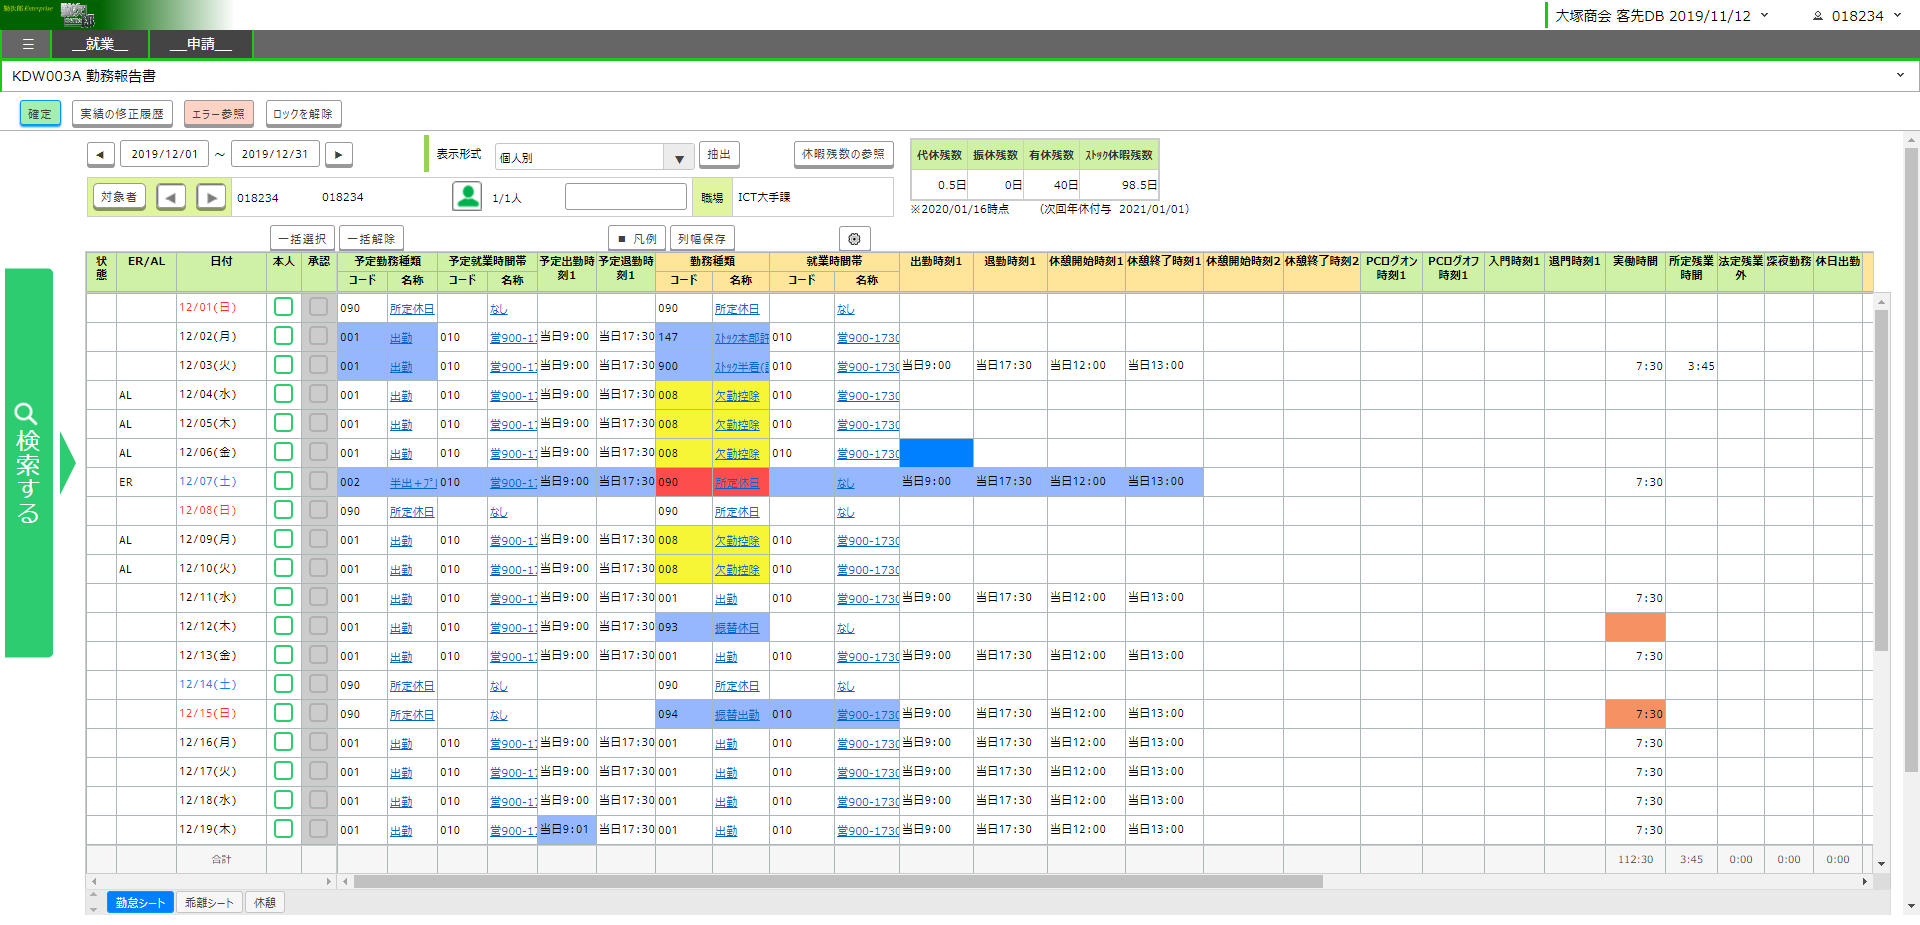 勤次郎 Enterprise
大塚商会 客先DB 2019/11/12 018234
☰ __就業__ __申請__
KDW003A 勤務報告書
確定 実績の修正履歴 エラー参照 ロックを解除
◀ 2019/12/01 ～ 2019/12/31 ▶ 表示形式 個人別 ▼ 抽出 休暇残数の参照
代休残数 振休残数 有休残数 ｽﾄｯｸ休暇残数
0.5日 0日 40日 98.5日
対象者 ◀ ▶ 018234 018234 1/1人 職場 ICT大手課
※2020/01/16時点 (次回年休付与 2021/01/01)
一括選択 一括解除 ■ 凡例 列幅保存
状態 ER/AL 日付 本人 承認 予定勤務種類 予定就業時間帯 予定出勤時刻1 予定退勤時刻1 勤務種類 就業時間帯 出勤時刻1 退勤時刻1 休憩開始時刻1 休憩終了時刻1 休憩開始時刻2 休憩終了時刻2 PCログオン時刻1 PCログオフ時刻1 入門時刻1 退門時刻1 実働時間 所定残業時間 法定残業外 深夜勤務 休日出勤
コード 名称 コード 名称 コード 名称 コード 名称
12/01(日) 090 所定休日 なし 090 所定休日 なし
12/02(月) 001 出勤 010 営900-17 当日9:00 当日17:30 147 ｽﾄｯｸ本部許 010 営900-1730
12/03(火) 001 出勤 010 営900-17 当日9:00 当日17:30 900 ｽﾄｯｸ半着( 010 営900-1730 当日9:00 当日17:30 当日12:00 当日13:00 7:30 3:45
AL 12/04(水) 001 出勤 010 営900-17 当日9:00 当日17:30 008 欠勤控除 010 営900-1730
AL 12/05(木) 001 出勤 010 営900-17 当日9:00 当日17:30 008 欠勤控除 010 営900-1730
AL 12/06(金) 001 出勤 010 営900-17 当日9:00 当日17:30 008 欠勤控除 010 営900-1730
ER 12/07(土) 002 半出+ﾌﾟ 010 営900-17 当日9:00 当日17:30 090 所定休日 なし 当日9:00 当日17:30 当日12:00 当日13:00 7:30
12/08(日) 090 所定休日 なし 090 所定休日 なし
AL 12/09(月) 001 出勤 010 営900-17 当日9:00 当日17:30 008 欠勤控除 010 営900-1730
AL 12/10(火) 001 出勤 010 営900-17 当日9:00 当日17:30 008 欠勤控除 010 営900-1730
12/11(水) 001 出勤 010 営900-17 当日9:00 当日17:30 001 出勤 010 営900-1730 当日9:00 当日17:30 当日12:00 当日13:00 7:30
12/12(木) 001 出勤 010 営900-17 当日9:00 当日17:30 093 振替休日 なし
12/13(金) 001 出勤 010 営900-17 当日9:00 当日17:30 001 出勤 010 営900-1730 当日9:00 当日17:30 当日12:00 当日13:00 7:30
12/14(土) 090 所定休日 なし 090 所定休日 なし
12/15(日) 090 所定休日 なし 094 振替出勤 010 営900-1730 当日9:00 当日17:30 当日12:00 当日13:00 7:30
12/16(月) 001 出勤 010 営900-17 当日9:00 当日17:30 001 出勤 010 営900-1730 当日9:00 当日17:30 当日12:00 当日13:00 7:30
12/17(火) 001 出勤 010 営900-17 当日9:00 当日17:30 001 出勤 010 営900-1730 当日9:00 当日17:30 当日12:00 当日13:00 7:30
12/18(水) 001 出勤 010 営900-17 当日9:00 当日17:30 001 出勤 010 営900-1730 当日9:00 当日17:30 当日12:00 当日13:00 7:30
12/19(木) 001 出勤 010 営900-17 当日9:01 当日17:30 001 出勤 010 営900-1730 当日9:00 当日17:30 当日12:00 当日13:00 7:30
合計 112:30 3:45 0:00 0:00 0:00
勤怠シート 乖離シート 休憩
検索する